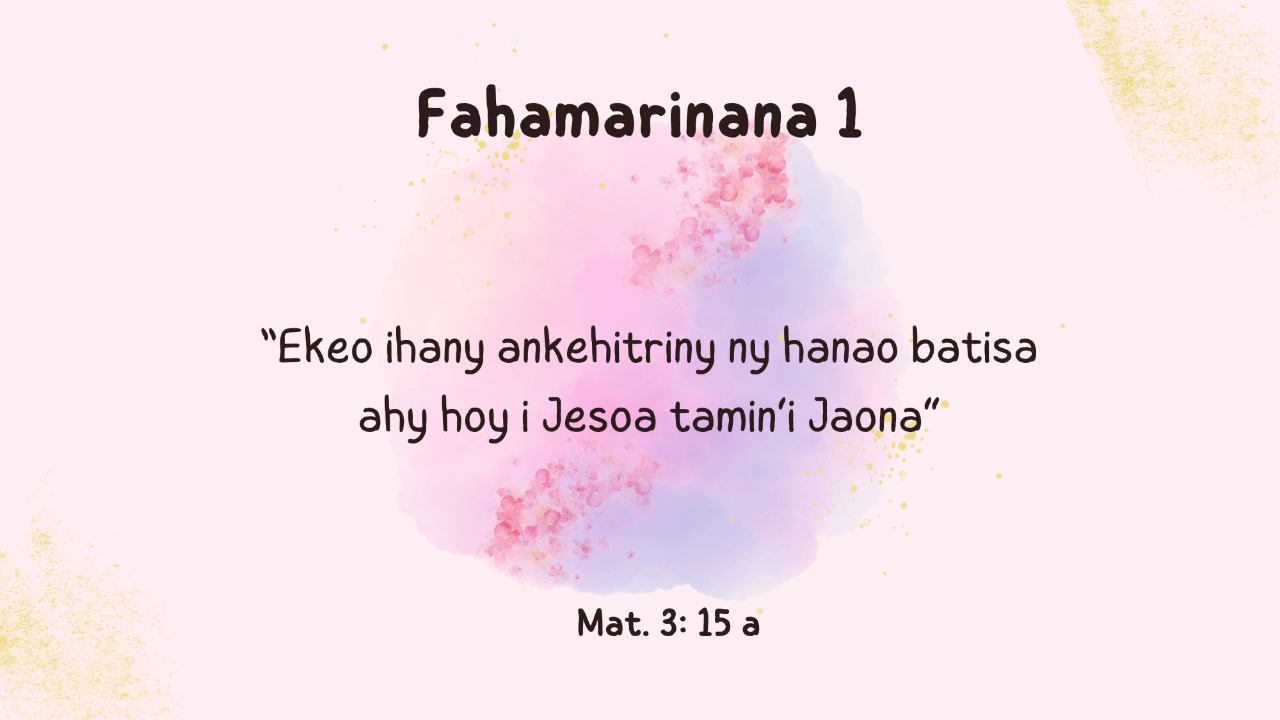 Fahamarinana 1
“Ekeo ihany ankehitriny ny hanao batisa
ahy hoy i Jesoa tamin’i Jaona”
Mat. 3: 15 a